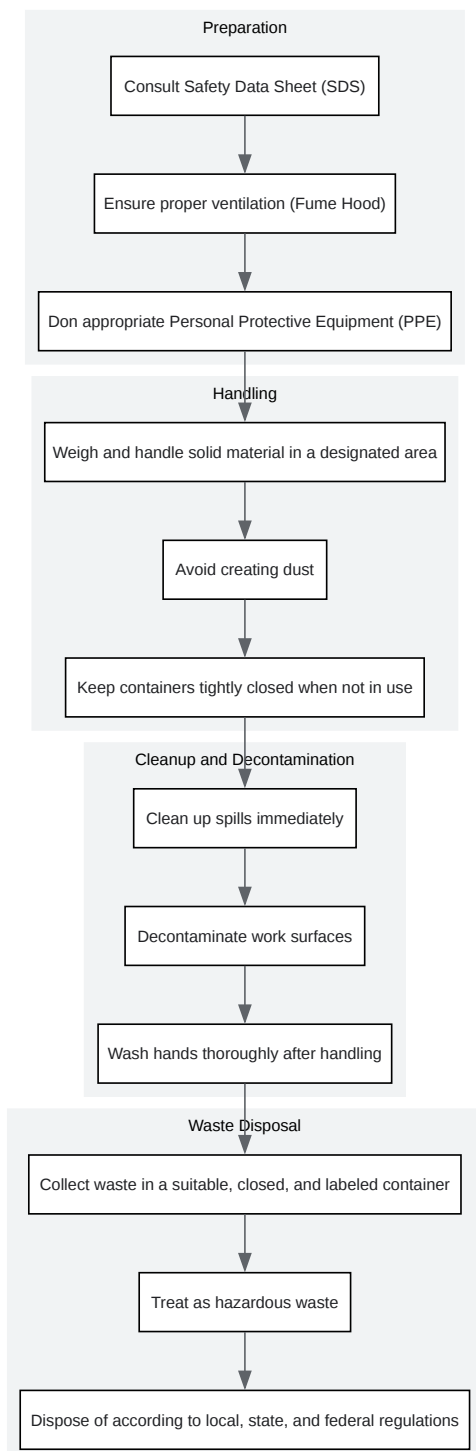 Preparation
Consult Safety Data Sheet (SDS)
Ensure proper ventilation (Fume Hood)
Don appropriate Personal Protective Equipment (PPE)
Handling
Weigh and handle solid material in a designated area
Avoid creating dust
Keep containers tightly closed when not in use
Cleanup and Decontamination
Clean up spills immediately
Decontaminate work surfaces
Wash hands thoroughly after handling
Waste Disposal
Collect waste in a suitable, closed, and labeled container
Treat as hazardous waste
Dispose of according to local, state, and federal regulations